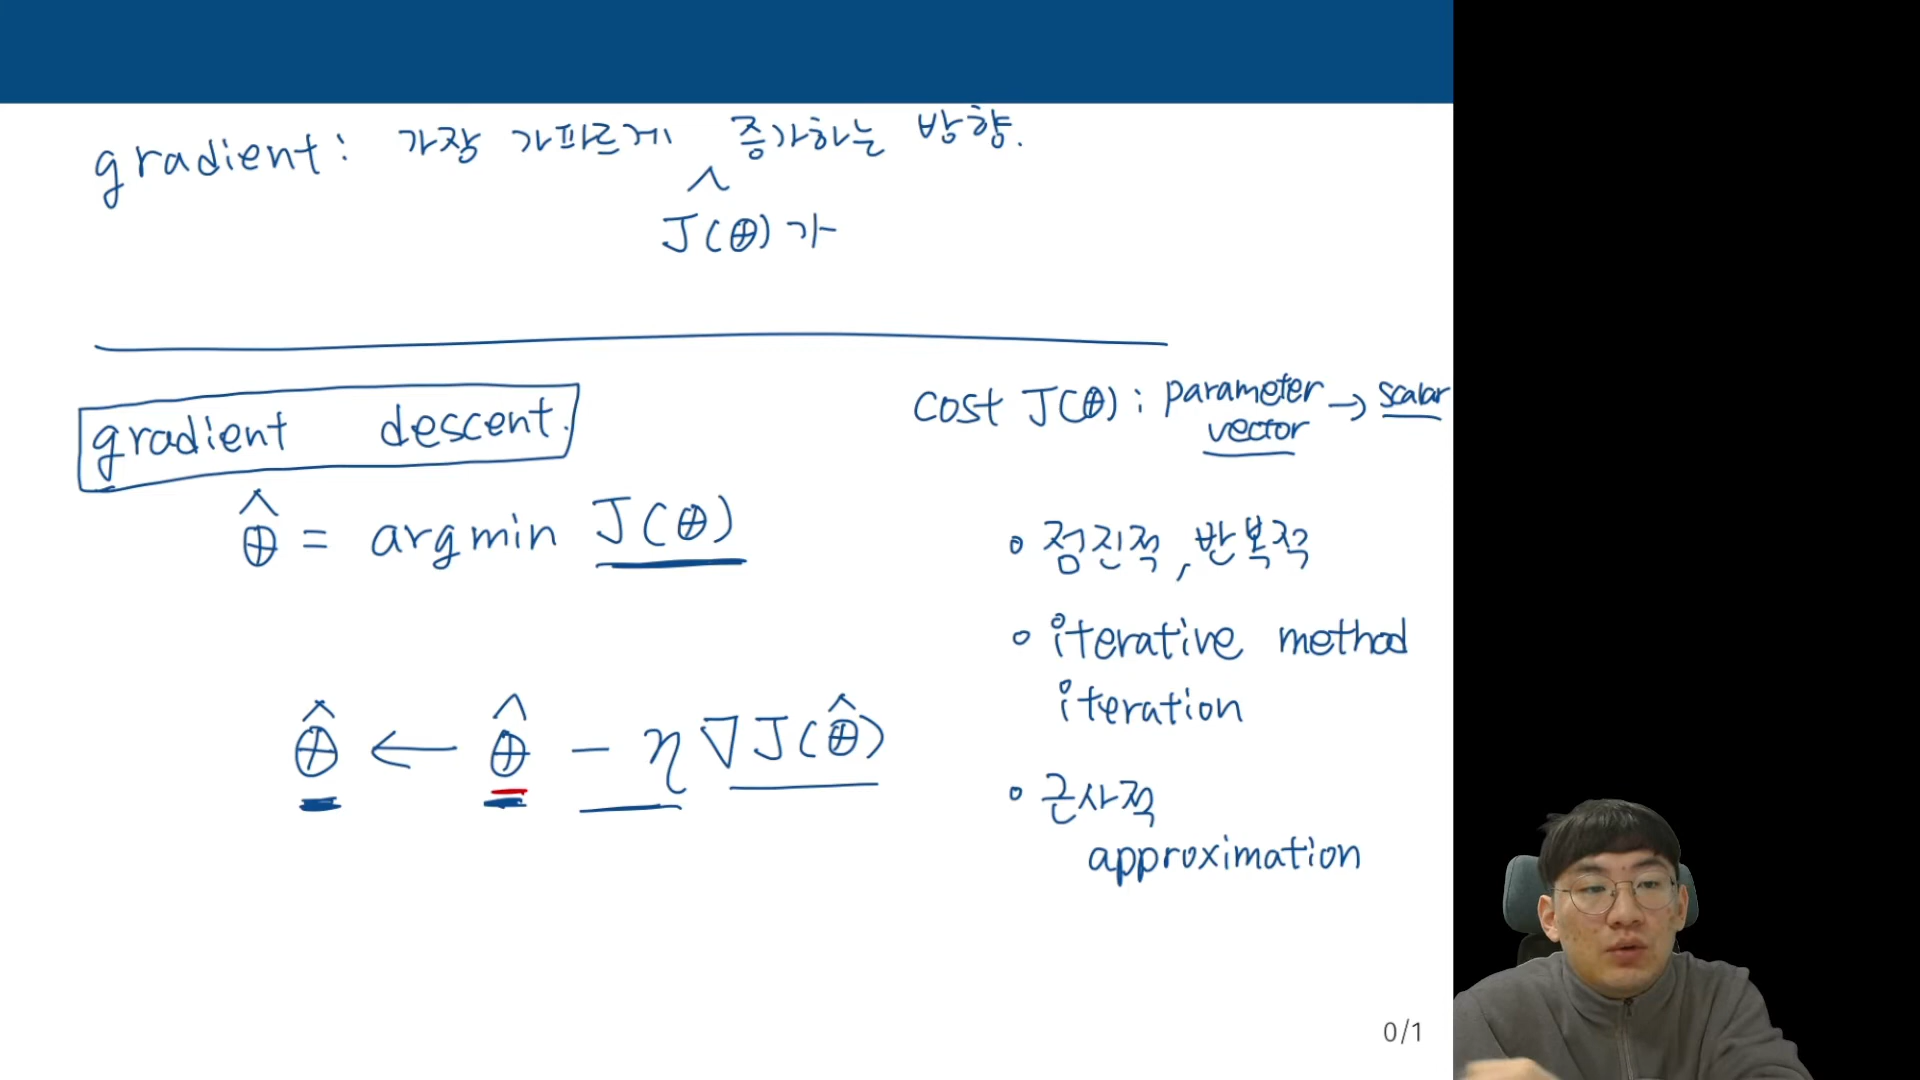 gradient: 가장 가파르게 증가하는 방향.
^
J(⊕)가
gradient descent.
cost J(⊕) : parameter vector → scalar
⊕̂ = argmin J(⊕)
⊕̂ ← ⊕̂ - η∇J(⊕̂)
∘ 점진적, 반복적
∘ iterative method
iteration
∘ 근사적
approximation
0/1